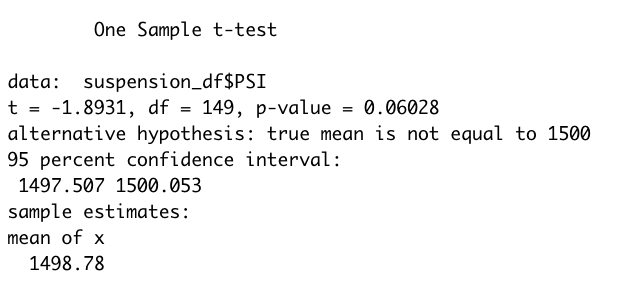 One Sample t-test
data:  suspension_df$PSI
t = -1.8931, df = 149, p-value = 0.06028
alternative hypothesis: true mean is not equal to 1500
95 percent confidence interval:
1497.507 1500.053
sample estimates:
mean of x
1498.78